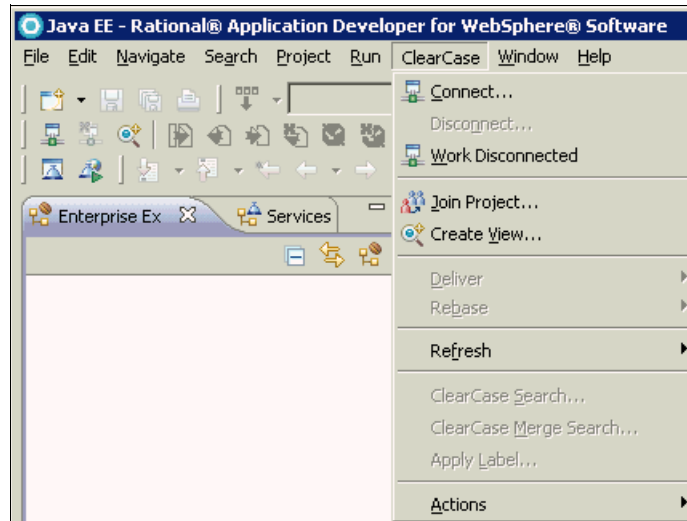 Java EE - Rational® Application Developer for WebSphere® Software
File Edit Navigate Search Project Run ClearCase Window Help
Connect...
Disconnect...
Work Disconnected
Enterprise Ex Services
Join Project...
Create View...
Deliver
Rebase
Refresh
ClearCase Search...
ClearCase Merge Search...
Apply Label...
Actions